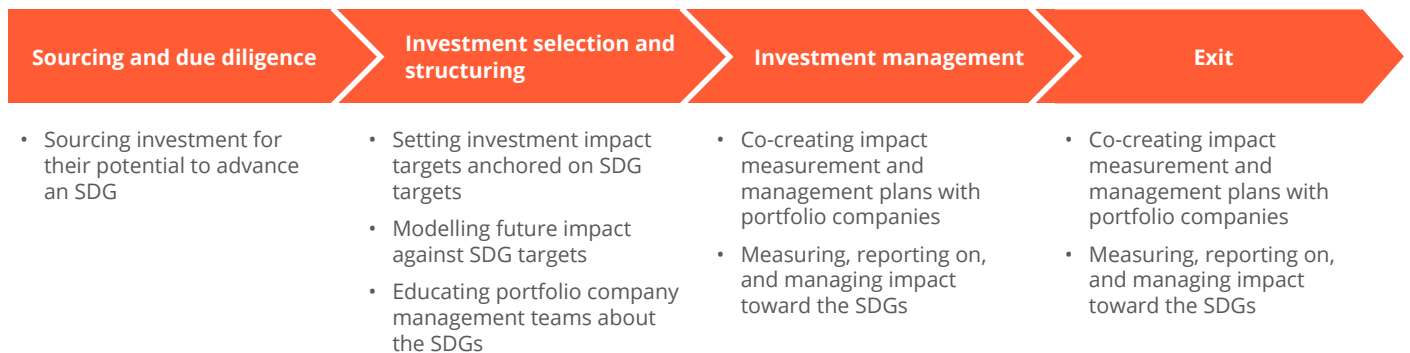 Sourcing and due diligence
Investment selection and
structuring
Investment management
Exit
• Sourcing investment for
their potential to advance
an SDG
• Setting investment impact
targets anchored on SDG
targets
• Modelling future impact
against SDG targets
• Educating portfolio company
management teams about
the SDGs
• Co-creating impact
measurement and
management plans with
portfolio companies
• Measuring, reporting on,
and managing impact
toward the SDGs
• Co-creating impact
measurement and
management plans with
portfolio companies
• Measuring, reporting on,
and managing impact
toward the SDGs